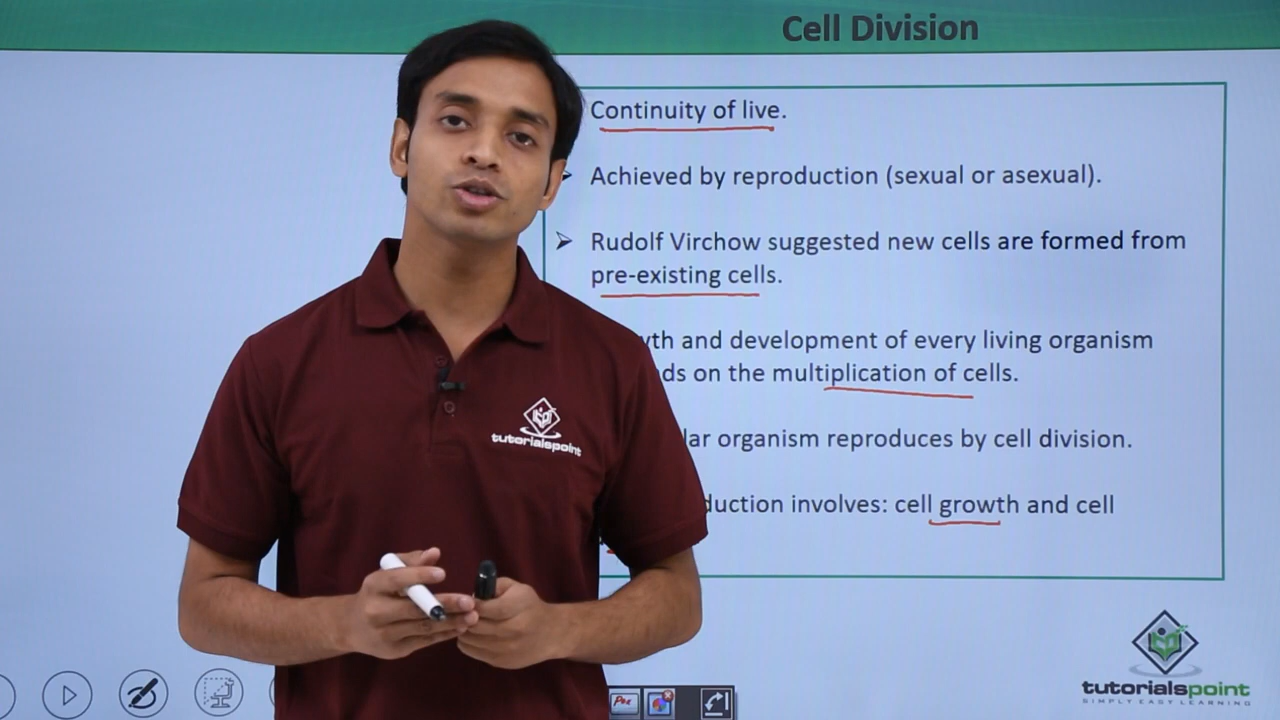 Cell Division
Continuity of live.
Achieved by reproduction (sexual or asexual).
Rudolf Virchow suggested new cells are formed from
pre-existing cells.
and development of every living organism
on the multiplication of cells.
organism reproduces by cell division.
involves: cell growth and cell
tutorialspoint
tutorialspoint
SIMPLY EASY LEARNING